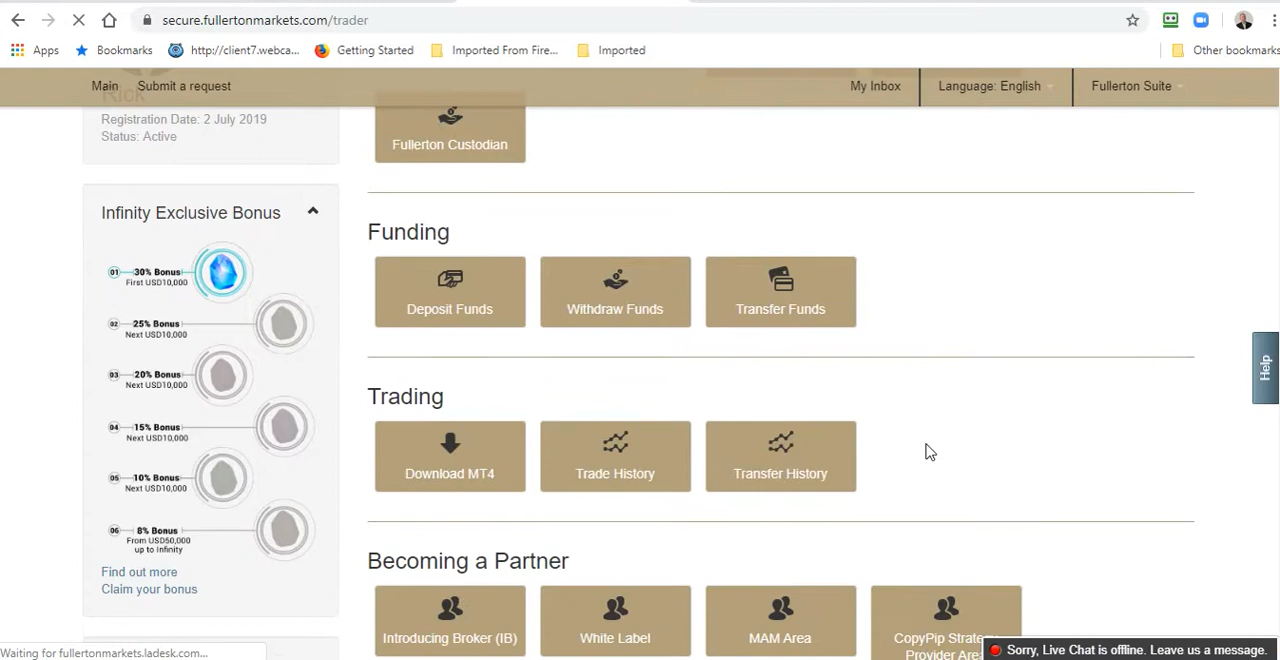 secure.fullertonmarkets.com/trader
Apps
Bookmarks
http://client7.webca...
Getting Started
Imported From Fire...
Imported
Other bookmarks
Main
Submit a request
My Inbox
Language: English
Fullerton Suite
Rick
Registration Date: 2 July 2019
Status: Active
Fullerton Custodian
Infinity Exclusive Bonus
01 30% Bonus
First USD10,000
02 25% Bonus
Next USD10,000
03 20% Bonus
Next USD10,000
04 15% Bonus
Next USD10,000
05 10% Bonus
Next USD10,000
06 8% Bonus
From USD50,000
up to Infinity
Find out more
Claim your bonus
Funding
Deposit Funds
Withdraw Funds
Transfer Funds
Help
Trading
Download MT4
Trade History
Transfer History
Becoming a Partner
Introducing Broker (IB)
White Label
MAM Area
CopyPip Strate
Provider Area
Waiting for fullertonmarkets.ladesk.com...
Sorry, Live Chat is offline. Leave us a message.